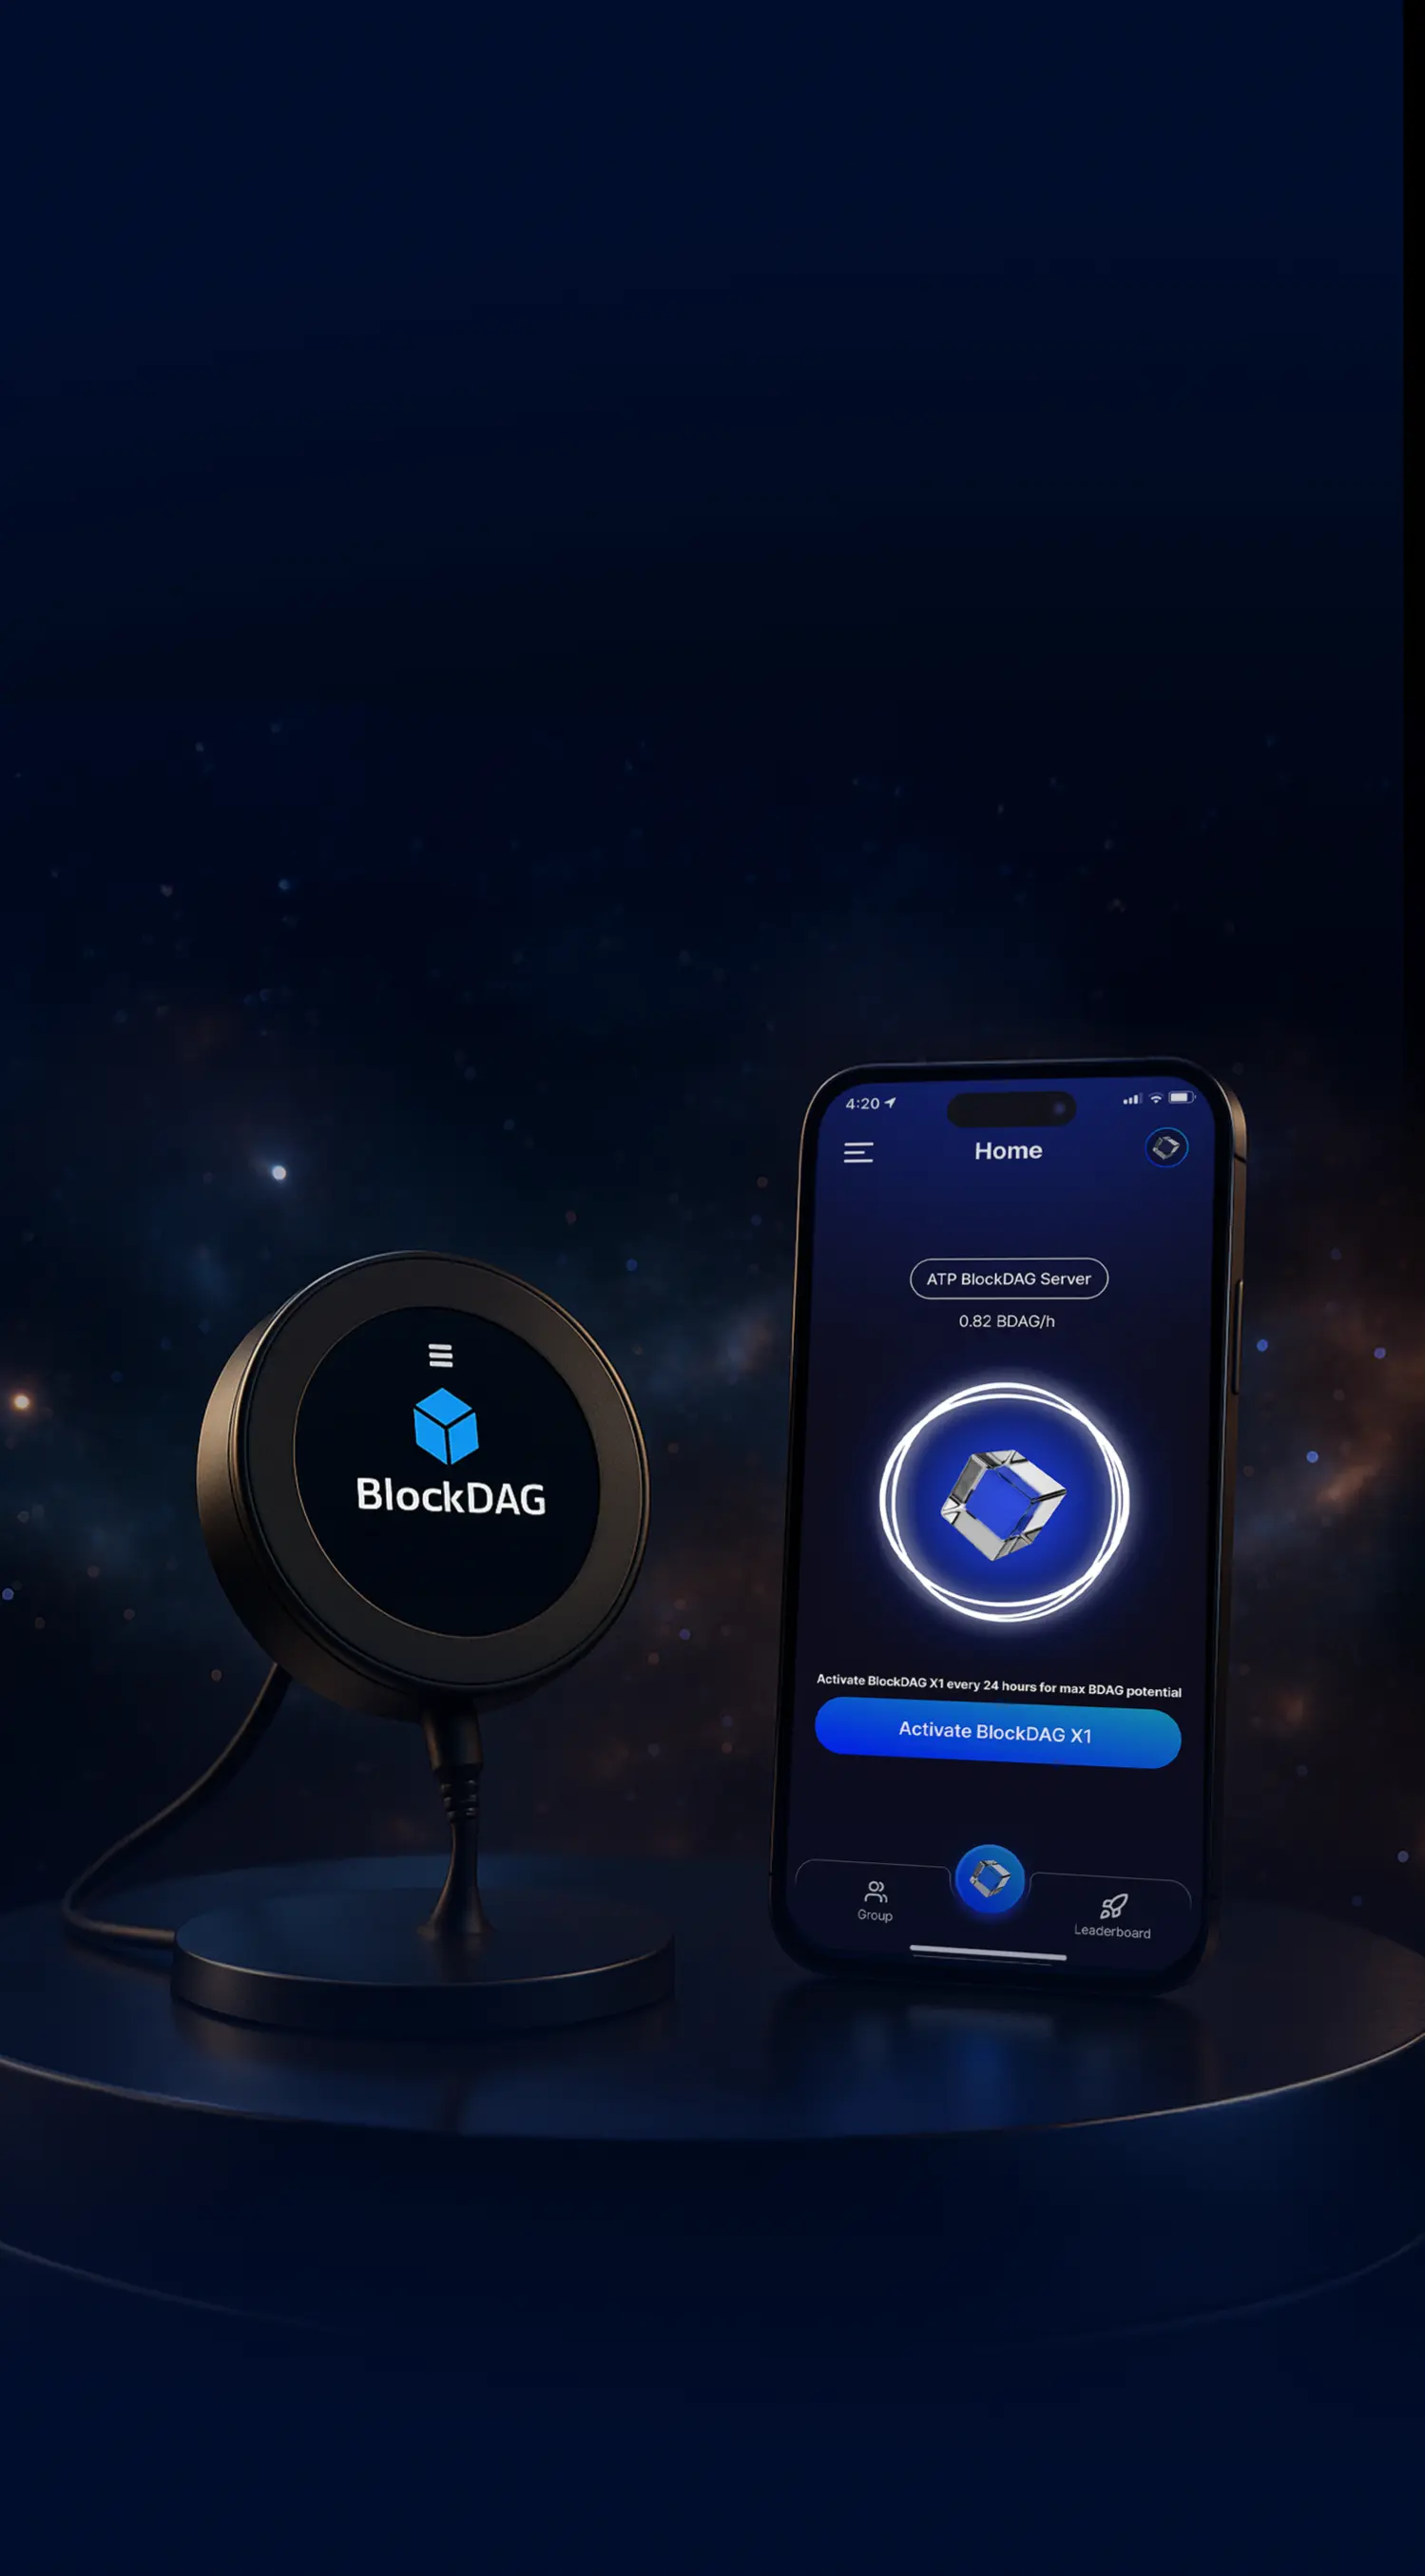 BlockDAG
4:20
Home
ATP BlockDAG Server
0.82 BDAG/h
Activate BlockDAG X1 every 24 hours for max BDAG potential
Activate BlockDAG X1
Group
Leaderboard